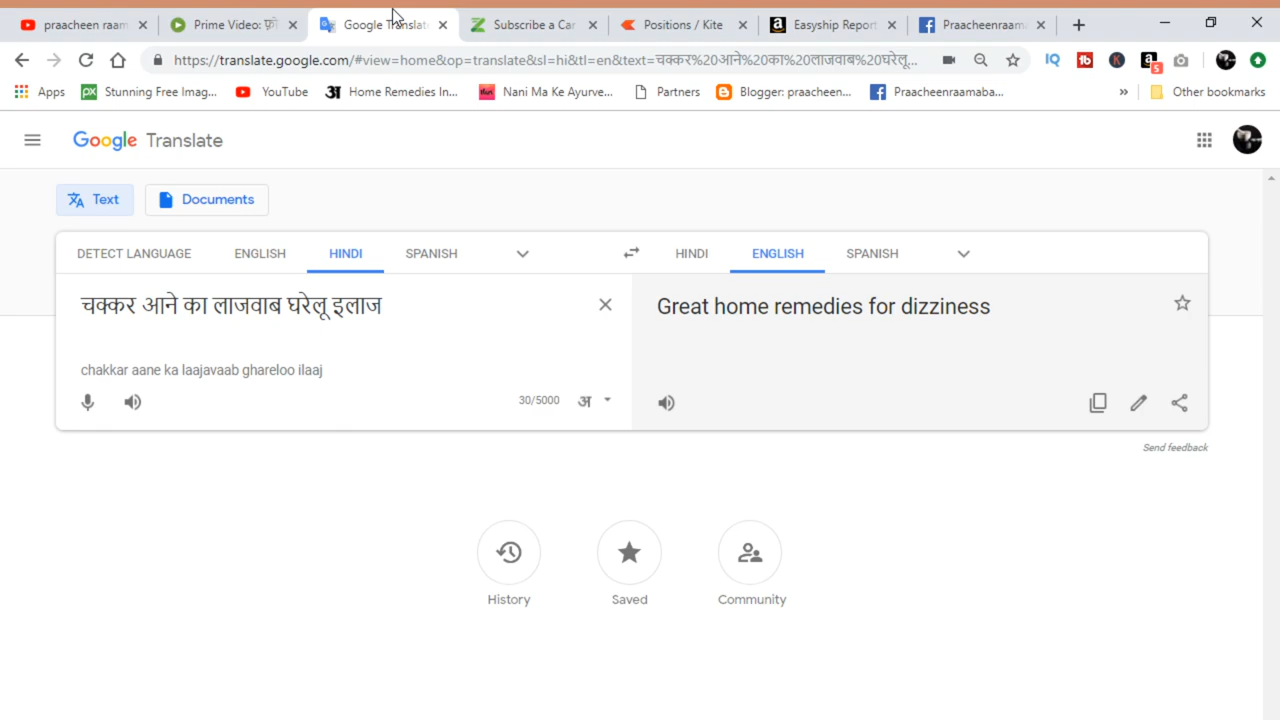 praacheen raam
Prime Video: फ़ो
Google Translate
Subscribe a Car
Positions / Kite
Easyship Report
Praacheenraam
https://translate.google.com/#view=home&op=translate&sl=hi&tl=en&text=चक्कर%20आने%20का%20लाजवाब%20घरेलू...
Apps
Stunning Free Imag...
YouTube
Home Remedies In...
Nani Ma Ke Ayurve...
Partners
Blogger: praacheen...
Praacheenraamaba...
»
Other bookmarks
Google Translate
Text
Documents
DETECT LANGUAGE ENGLISH HINDI SPANISH
HINDI ENGLISH SPANISH
चक्कर आने का लाजवाब घरेलू इलाज
Great home remedies for dizziness
chakkar aane ka laajavaab ghareloo ilaaj
30/5000
अ
Send feedback
History
Saved
Community